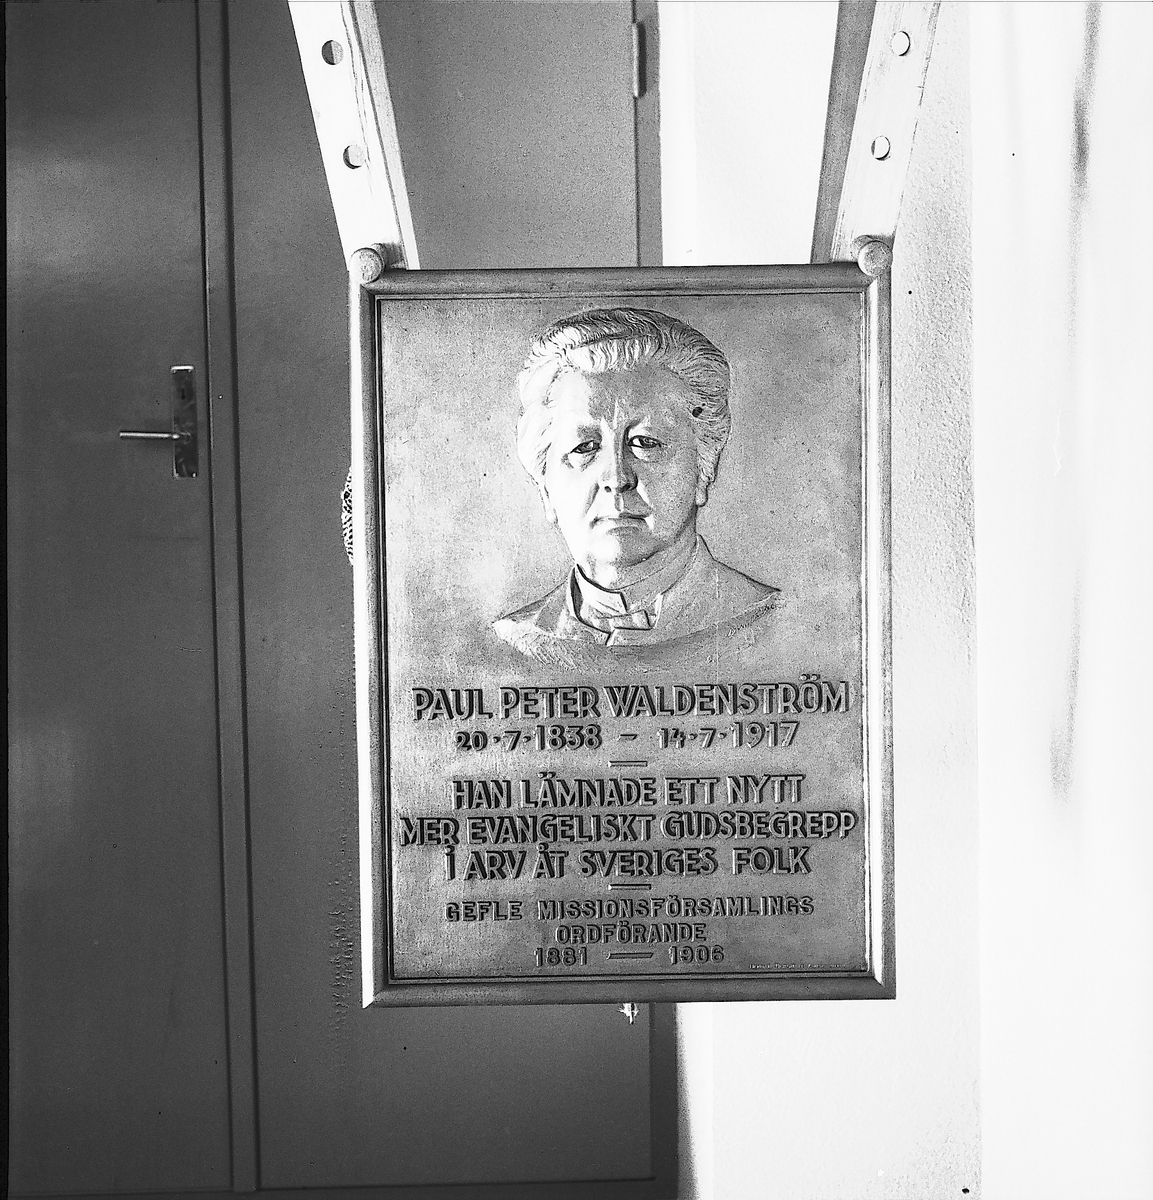 PAUL PETER WALDENSTRÖM
20·7·1838 – 14·7·1917
HAN LÄMNADE ETT NYTT
MER EVANGELISKT GUDSBEGREPP
I ARV ÅT SVERIGES FOLK
GEFLE MISSIONSFÖRSAMLINGS
ORDFÖRANDE
1881 — 1906